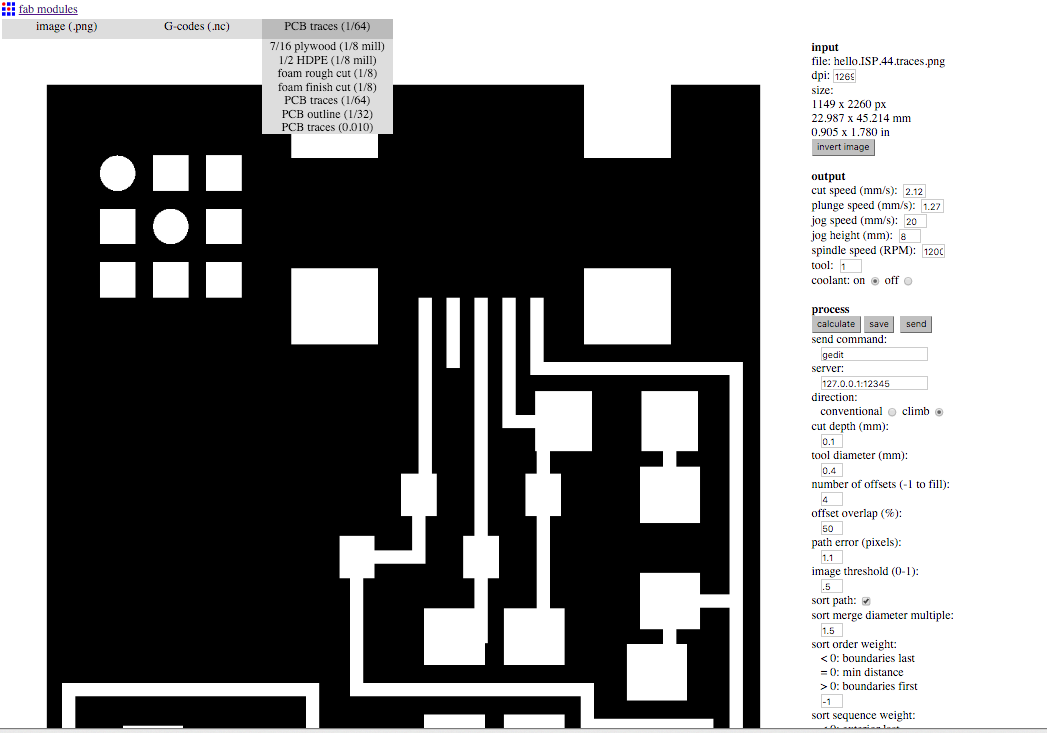 fab modules
image (.png) G-codes (.nc) PCB traces (1/64)
7/16 plywood (1/8 mill)
1/2 HDPE (1/8 mill)
foam rough cut (1/8)
foam finish cut (1/8)
PCB traces (1/64)
PCB outline (1/32)
PCB traces (0.010)
input
file: hello.ISP.44.traces.png
dpi: 1269
size:
1149 x 2260 px
22.987 x 45.214 mm
0.905 x 1.780 in
invert image
output
cut speed (mm/s): 2.12
plunge speed (mm/s): 1.27
jog speed (mm/s): 20
jog height (mm): 8
spindle speed (RPM): 1200
tool: 1
coolant: on off
process
calculate save send
send command:
gedit
server:
127.0.0.1:12345
direction:
conventional climb
cut depth (mm):
0.1
tool diameter (mm):
0.4
number of offsets (-1 to fill):
4
offset overlap (%):
50
path error (pixels):
1.1
image threshold (0-1):
.5
sort path:
sort merge diameter multiple:
1.5
sort order weight:
< 0: boundaries last
= 0: min distance
> 0: boundaries first
-1
sort sequence weight: